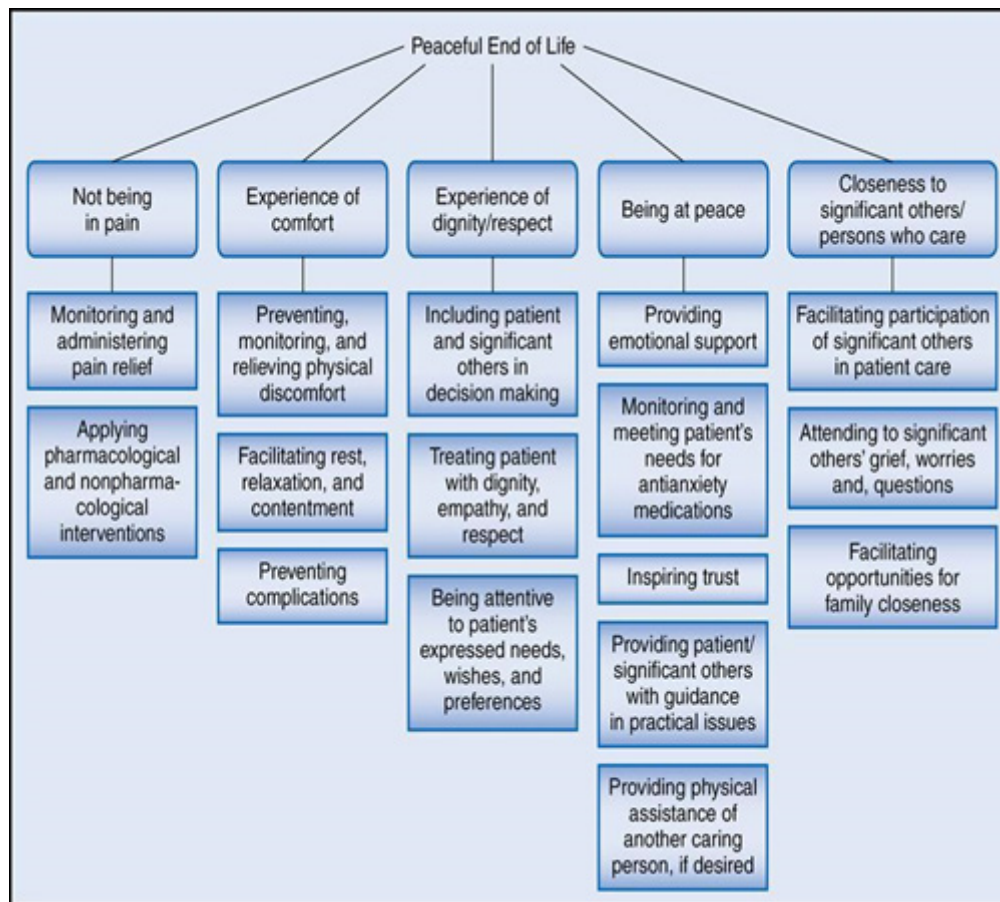 Peaceful End of Life
Not being
in pain
Monitoring and
administering
pain relief
Applying
pharmacological
and nonpharma-
cological
interventions
Experience of
comfort
Preventing,
monitoring, and
relieving physical
discomfort
Facilitating rest,
relaxation, and
contentment
Preventing
complications
Experience of
dignity/respect
Including patient
and significant
others in
decision making
Treating patient
with dignity,
empathy, and
respect
Being attentive
to patient's
expressed needs,
wishes, and
preferences
Being at peace
Providing
emotional support
Monitoring and
meeting patient's
needs for
antianxiety
medications
Inspiring trust
Providing patient/
significant others
with guidance
in practical issues
Providing physical
assistance of
another caring
person, if desired
Closeness to
significant others/
persons who care
Facilitating participation
of significant others
in patient care
Attending to significant
others' grief, worries
and, questions
Facilitating
opportunities for
family closeness